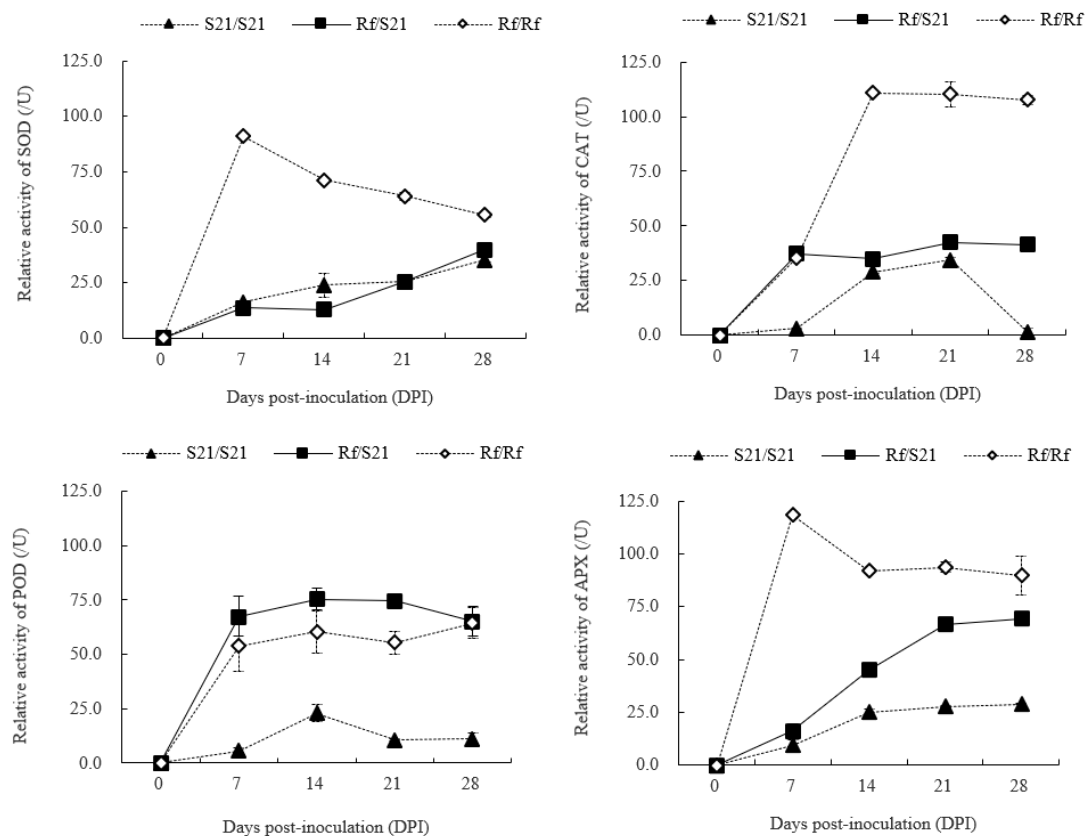 S21/S21 Rf/S21 Rf/Rf
Relative activity of SOD (/U)
125.0
100.0
75.0
50.0
25.0
0.0
0 7 14 21 28
Days post-inoculation (DPI)
S21/S21 Rf/S21 Rf/Rf
Relative activity of CAT (/U)
125.0
100.0
75.0
50.0
25.0
0.0
0 7 14 21 28
Days post-inoculation (DPI)
S21/S21 Rf/S21 Rf/Rf
Relative activity of POD (/U)
125.0
100.0
75.0
50.0
25.0
0.0
0 7 14 21 28
Days post-inoculation (DPI)
S21/S21 Rf/S21 Rf/Rf
Relative activity of APX (/U)
125.0
100.0
75.0
50.0
25.0
0.0
0 7 14 21 28
Days post-inoculation (DPI)